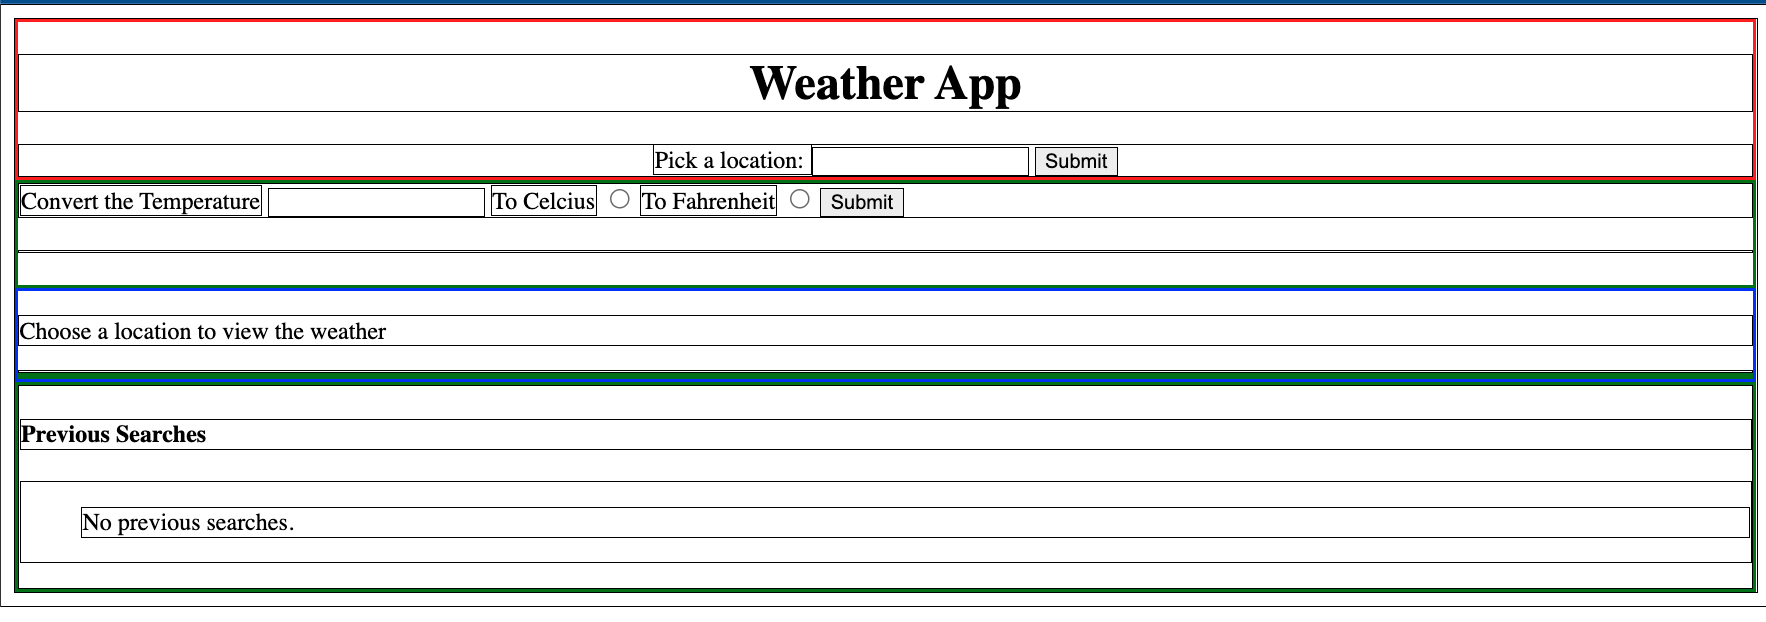 Weather App
Pick a location: Submit
Convert the Temperature To Celcius To Fahrenheit Submit
Choose a location to view the weather
Previous Searches
No previous searches.